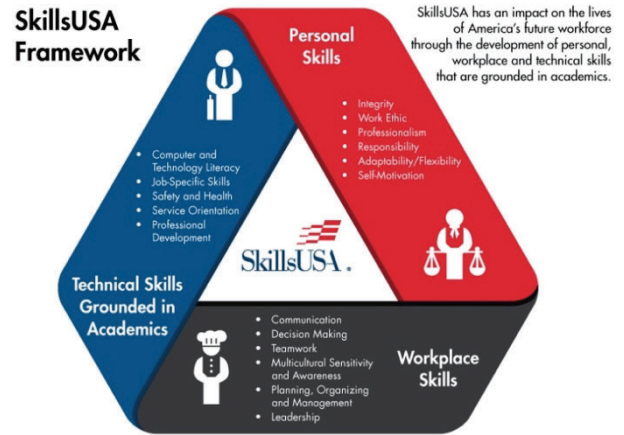 SkillsUSA
Framework
SkillsUSA has an impact on the lives
of America's future workforce
through the development of personal,
workplace and technical skills
that are grounded in academics.
Personal
Skills
• Integrity
• Work Ethic
• Professionalism
• Responsibility
• Adaptability/Flexibility
• Self-Motivation
• Computer and
Technology Literacy
• Job-Specific Skills
• Safety and Health
• Service Orientation
• Professional
Development
Technical Skills
Grounded in
Academics
SkillsUSA®
• Communication
• Decision Making
• Teamwork
• Multicultural Sensitivity
and Awareness
• Planning, Organizing
and Management
• Leadership
Workplace
Skills